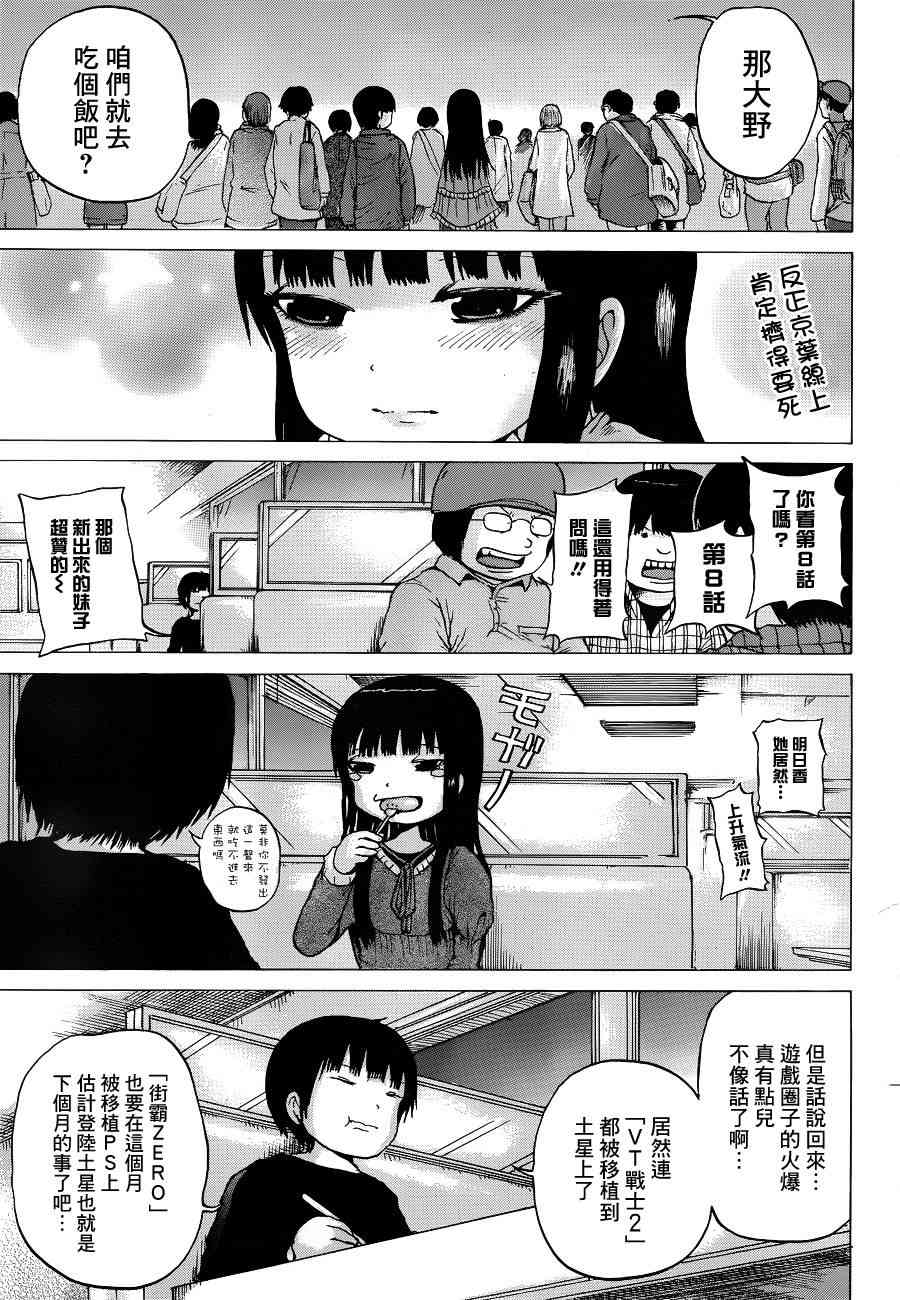 那大野
咱們就去
吃個飯吧?
反正京葉線上
肯定擠得要死
你看第8話
了嗎?
第8話
這還用得著
問嗎!!
那個
新出來的妹子
超贊的~
明日香
她居然…
上升氣流!!
モガー
莫非你不發出
這一聲來
就吃不進去
東西嗎
但是話說回來…
遊戲圈子的火爆
真有點兒
不像話了啊…
居然連
「VT戰士2」
都被移植到
土星上了
「街霸ZERO」
也要在這個月
被移植PS上
估計登陸土星也就是
下個月的事了吧…